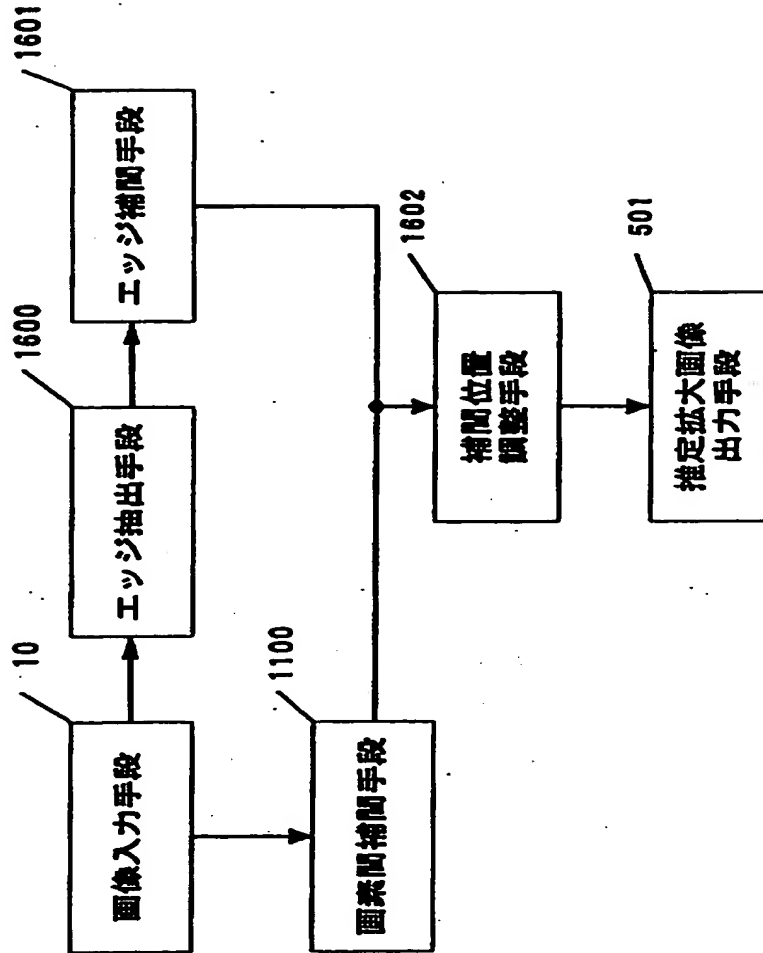 10
画像入力手段
1600
エッジ抽出手段
1601
エッジ補間手段
1100
画素間補間手段
1602
補間位置
調整手段
501
推定拡大画像
出力手段